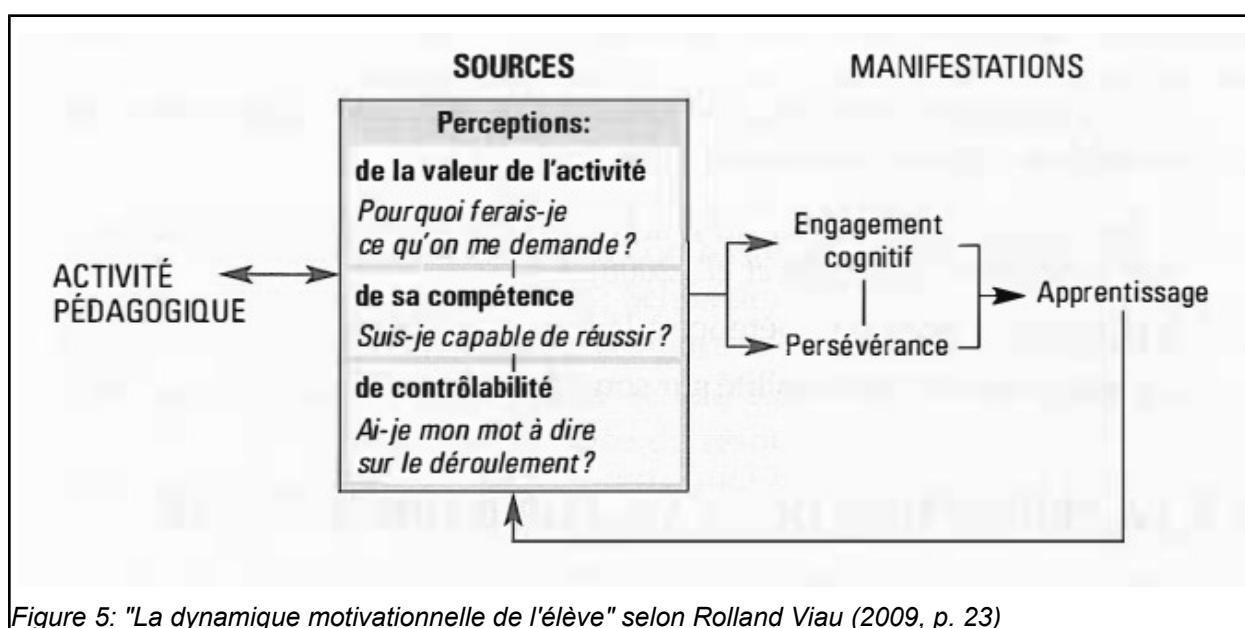 SOURCES
MANIFESTATIONS
Perceptions:
de la valeur de l'activité
Pourquoi ferais-je
ce qu'on me demande?
de sa compétence
Suis-je capable de réussir?
de contrôlabilité
Ai-je mon mot à dire
sur le déroulement?
ACTIVITÉ
PÉDAGOGIQUE
Engagement
cognitif
Persévérance
Apprentissage
Figure 5: "La dynamique motivationnelle de l'élève" selon Rolland Viau (2009, p. 23)